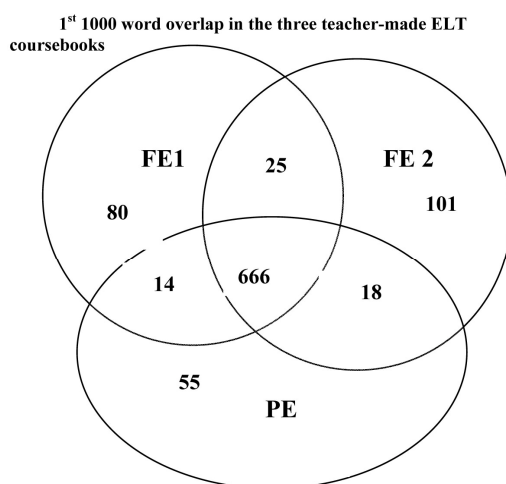 1st 1000 word overlap in the three teacher-made ELT
coursebooks
FE1
25
FE 2
80
101
14
666
18
55
PE